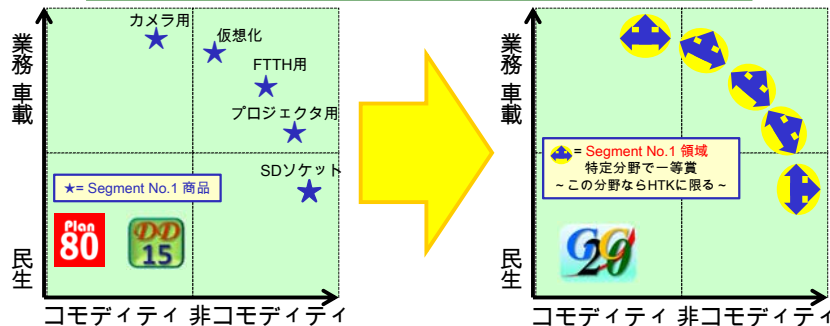 業務 車載
民生
カメラ用
仮想化
FTTH用
プロジェクタ用
SDソケット
★= Segment No.1 商品
Plan
80
DD
15
コモディティ 非コモディティ
業務 車載
民生
= Segment No.1 領域
特定分野で一等賞
~この分野ならHTKに限る~
コモディティ 非コモディティ